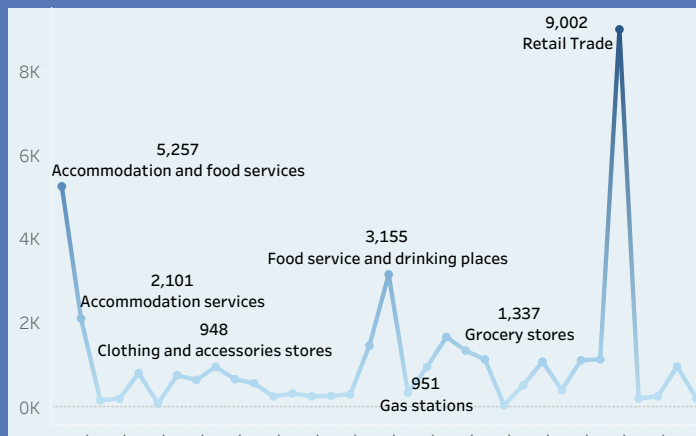 9,002
Retail Trade
8K
6K
5,257
Accommodation and food services
4K
3,155
Food service and drinking places
2,101
Accommodation services
2K
1,337
Grocery stores
948
Clothing and accessories stores
951
Gas stations
0K